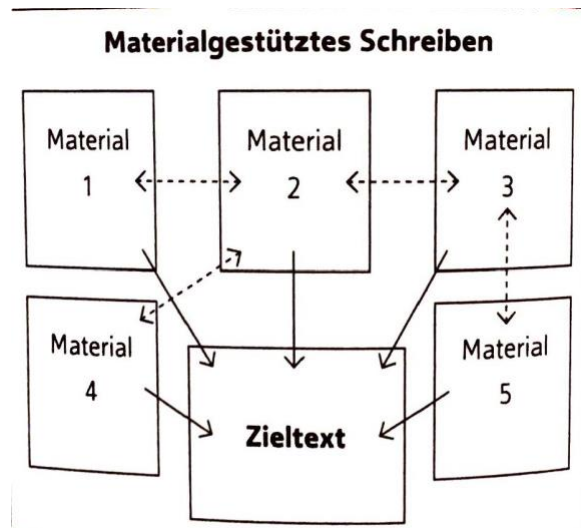 Materialgestütztes Schreiben
Material
1
Material
2
Material
3
Material
4
Material
5
Zieltext